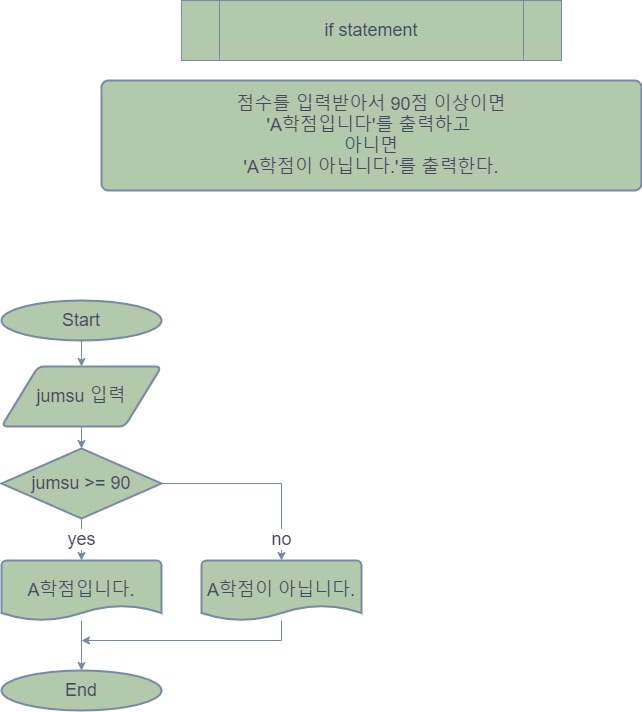 if statement
점수를 입력받아서 90점 이상이면
'A학점입니다'를 출력하고
아니면
'A학점이 아닙니다.'를 출력한다.
Start
jumsu 입력
jumsu >= 90
yes
no
A학점입니다.
A학점이 아닙니다.
End